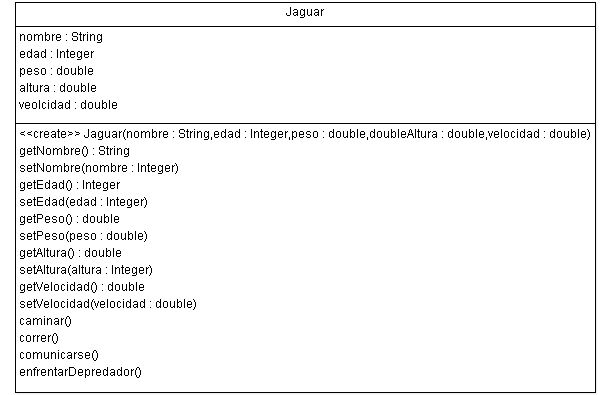 Jaguar
nombre : String
edad : Integer
peso : double
altura : double
veolcidad : double
<<create>> Jaguar(nombre : String,edad : Integer,peso : double,doubleAltura : double,velocidad : double)
getNombre() : String
setNombre(nombre : Integer)
getEdad() : Integer
setEdad(edad : Integer)
getPeso() : double
setPeso(peso : double)
getAltura() : double
setAltura(altura : Integer)
getVelocidad() : double
setVelocidad(velocidad : double)
caminar()
correr()
comunicarse()
enfrentarDepredador()